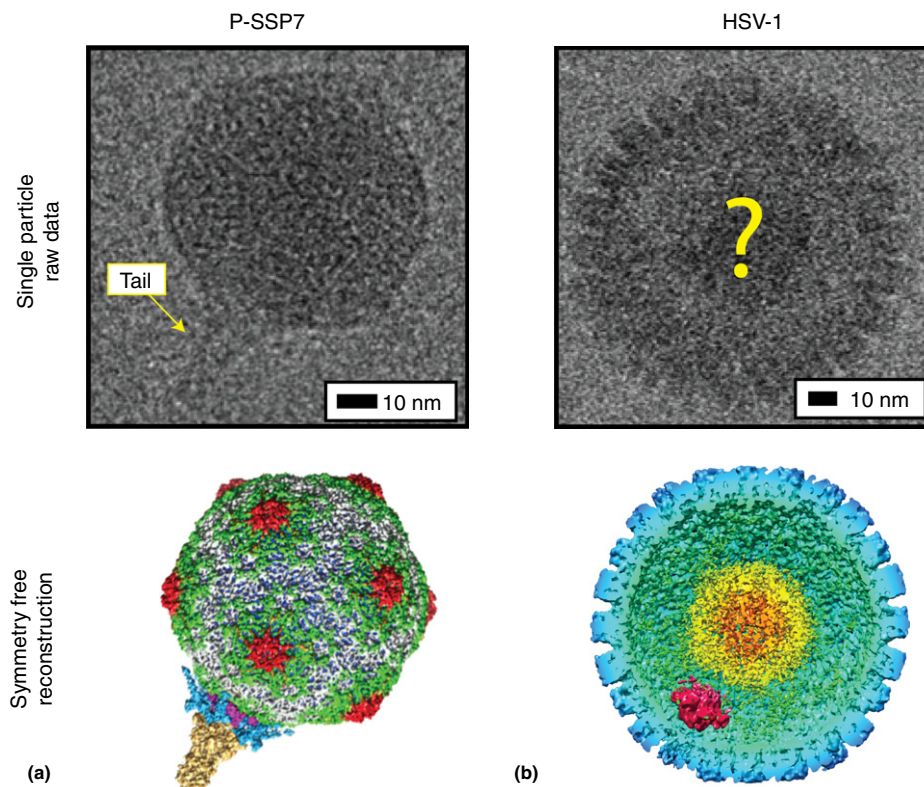 P-SSP7
HSV-1
Single particle
raw data
Tail
?
10 nm
10 nm
Symmetry free
reconstruction
(a)
(b)